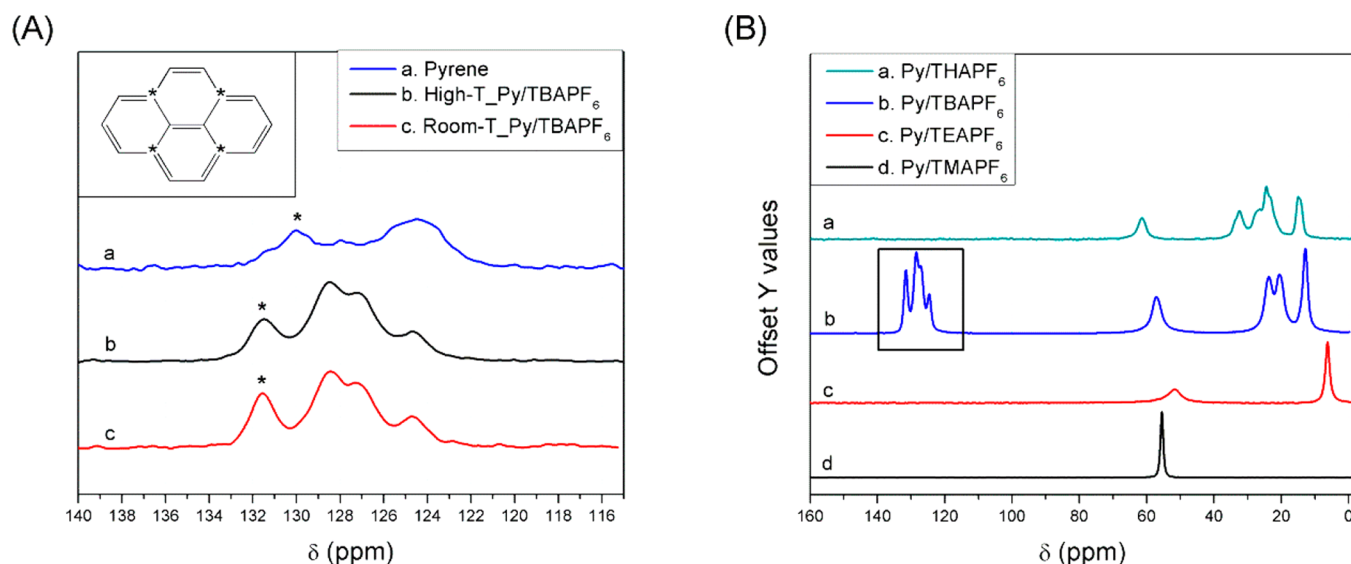 (A)
* *
* *
a. Pyrene
b. High-T_Py/TBAPF₆
c. Room-T_Py/TBAPF₆
*
a
*
b
*
c
140 138 136 134 132 130 128 126 124 122 120 118 116
δ (ppm)
(B)
a. Py/THAPF₆
b. Py/TBAPF₆
c. Py/TEAPF₆
d. Py/TMAPF₆
Offset Y values
a
b
c
d
160 140 120 100 80 60 40 20 0
δ (ppm)